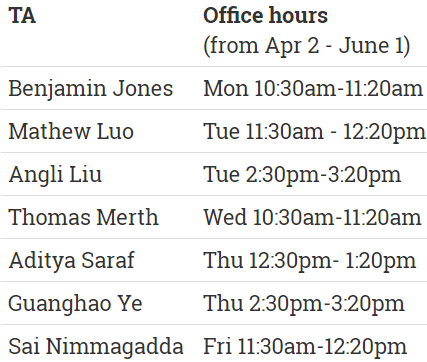 TA Office hours
(from Apr 2 - June 1)
Benjamin Jones Mon 10:30am-11:20am
Mathew Luo Tue 11:30am - 12:20pm
Angli Liu Tue 2:30pm-3:20pm
Thomas Merth Wed 10:30am-11:20am
Aditya Saraf Thu 12:30pm- 1:20pm
Guanghao Ye Thu 2:30pm-3:20pm
Sai Nimmagadda Fri 11:30am-12:20pm